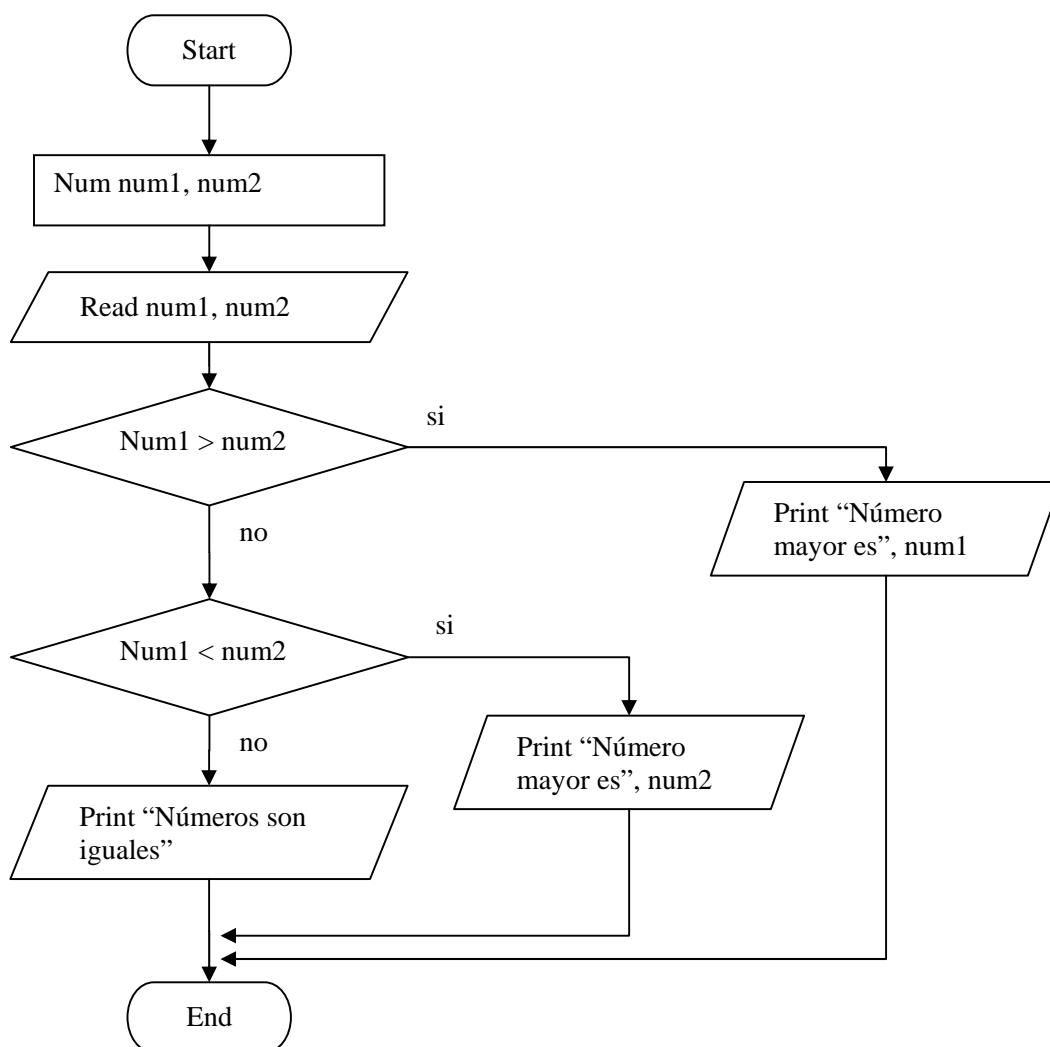 Start
Num num1, num2
Read num1, num2
Num1 > num2
si
Print “Número
mayor es”, num1
no
Num1 < num2
si
Print “Número
mayor es”, num2
no
Print “Números son
iguales”
End